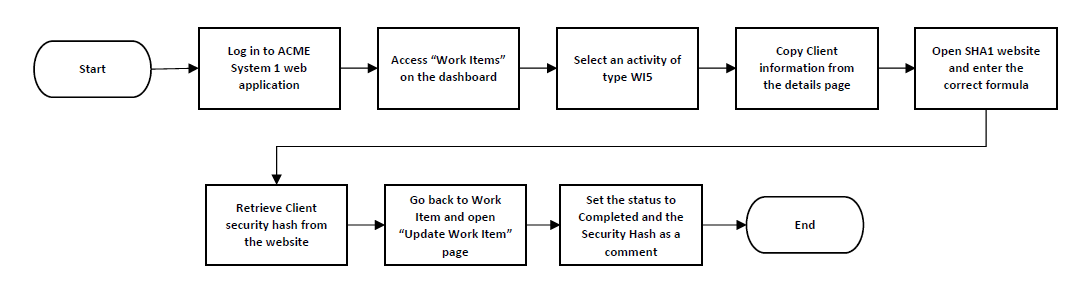 Start
Log in to ACME
System 1 web
application
Access “Work Items”
on the dashboard
Select an activity of
type WI5
Copy Client
information from
the details page
Open SHA1 website
and enter the
correct formula
Retrieve Client
security hash from
the website
Go back to Work
Item and open
“Update Work Item”
page
Set the status to
Completed and the
Security Hash as a
comment
End